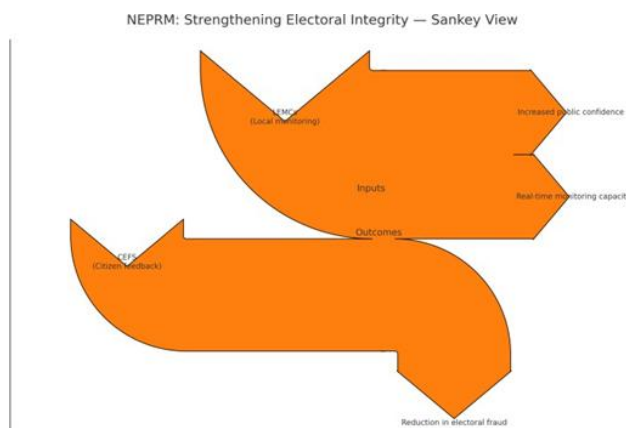 NEPRM: Strengthening Electoral Integrity — Sankey View
LEMCs
(Local monitoring)
Increased public confidence
Inputs
Real-time monitoring capacit
Outcomes
CEFS
(Citizen feedback)
Reduction in electoral fraud